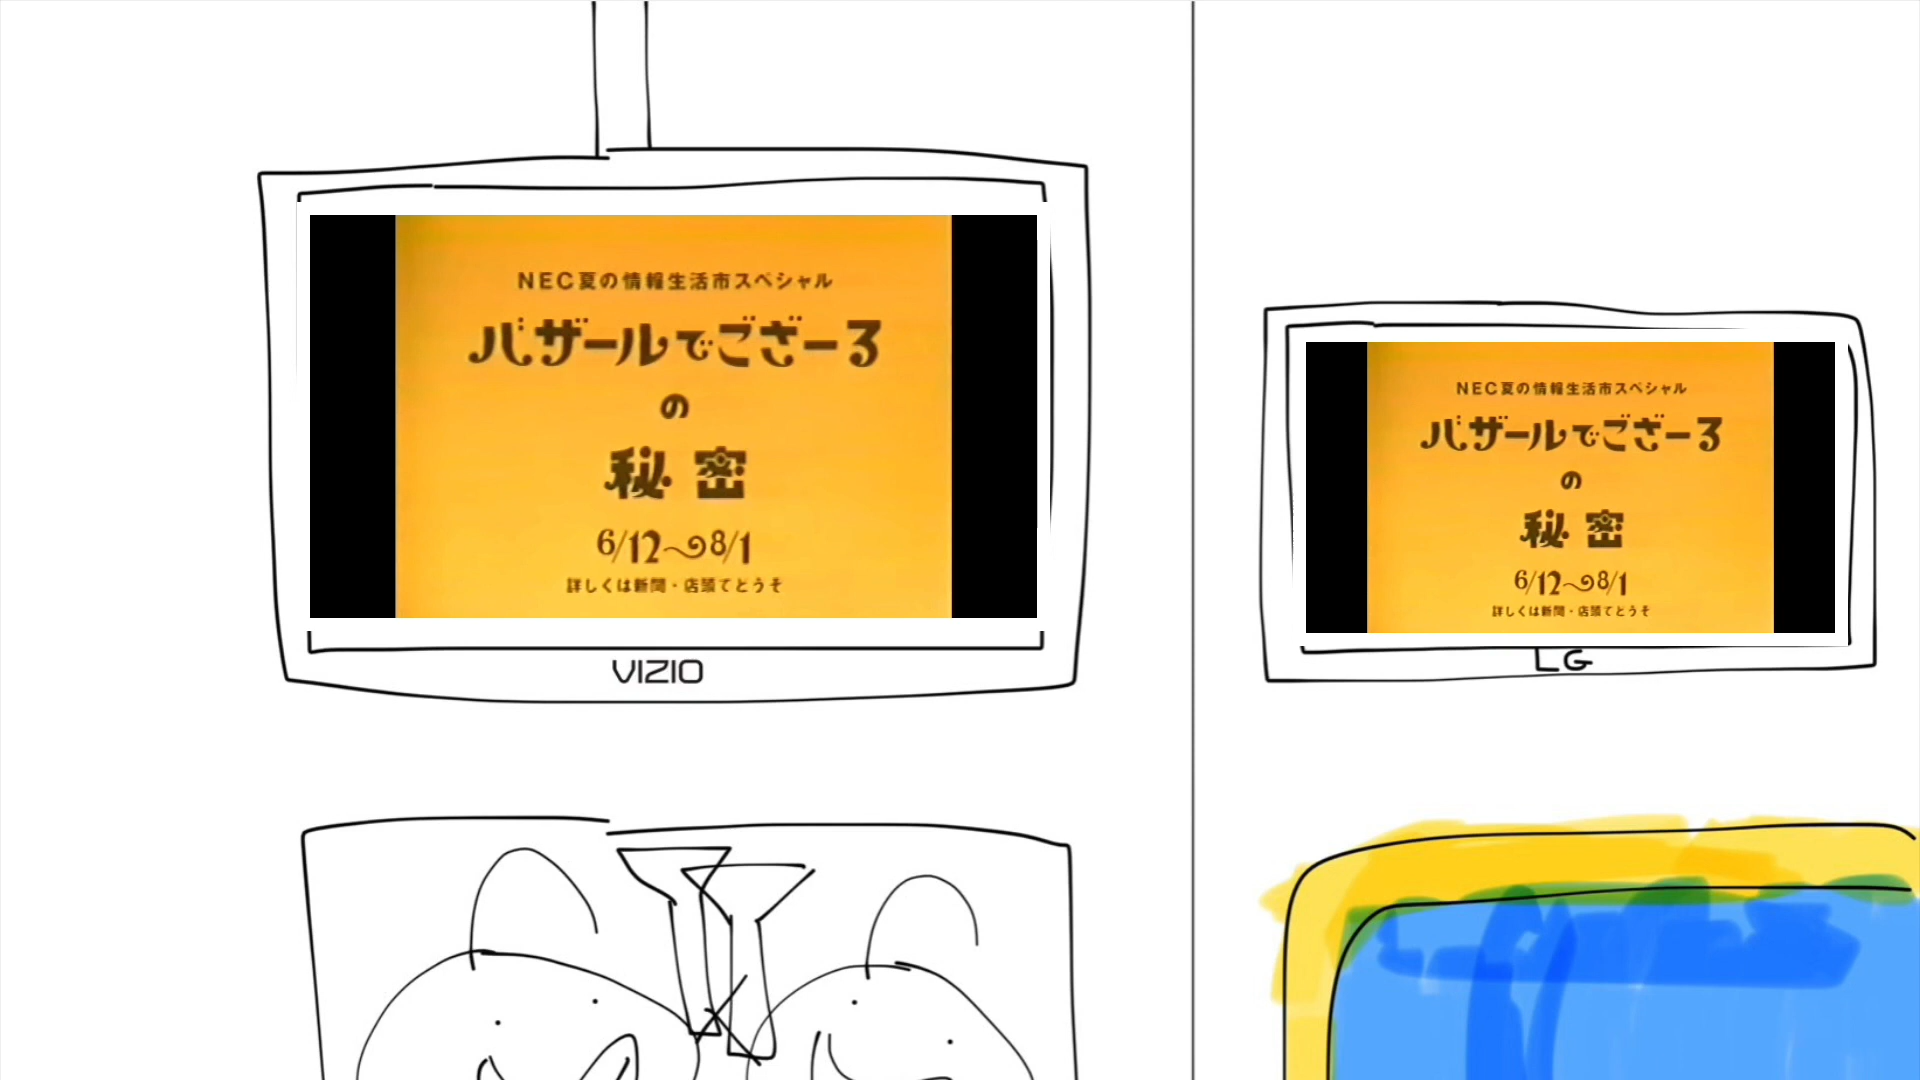 NEC夏の情報生活市スペシャル
バザールでござーる
の
秘密
6/12〜8/1
詳しくは新聞・店頭でどうぞ
VIZIO
NEC夏の情報生活市スペシャル
バザールでござーる
の
秘密
6/12〜8/1
詳しくは新聞・店頭でどうぞ
LG